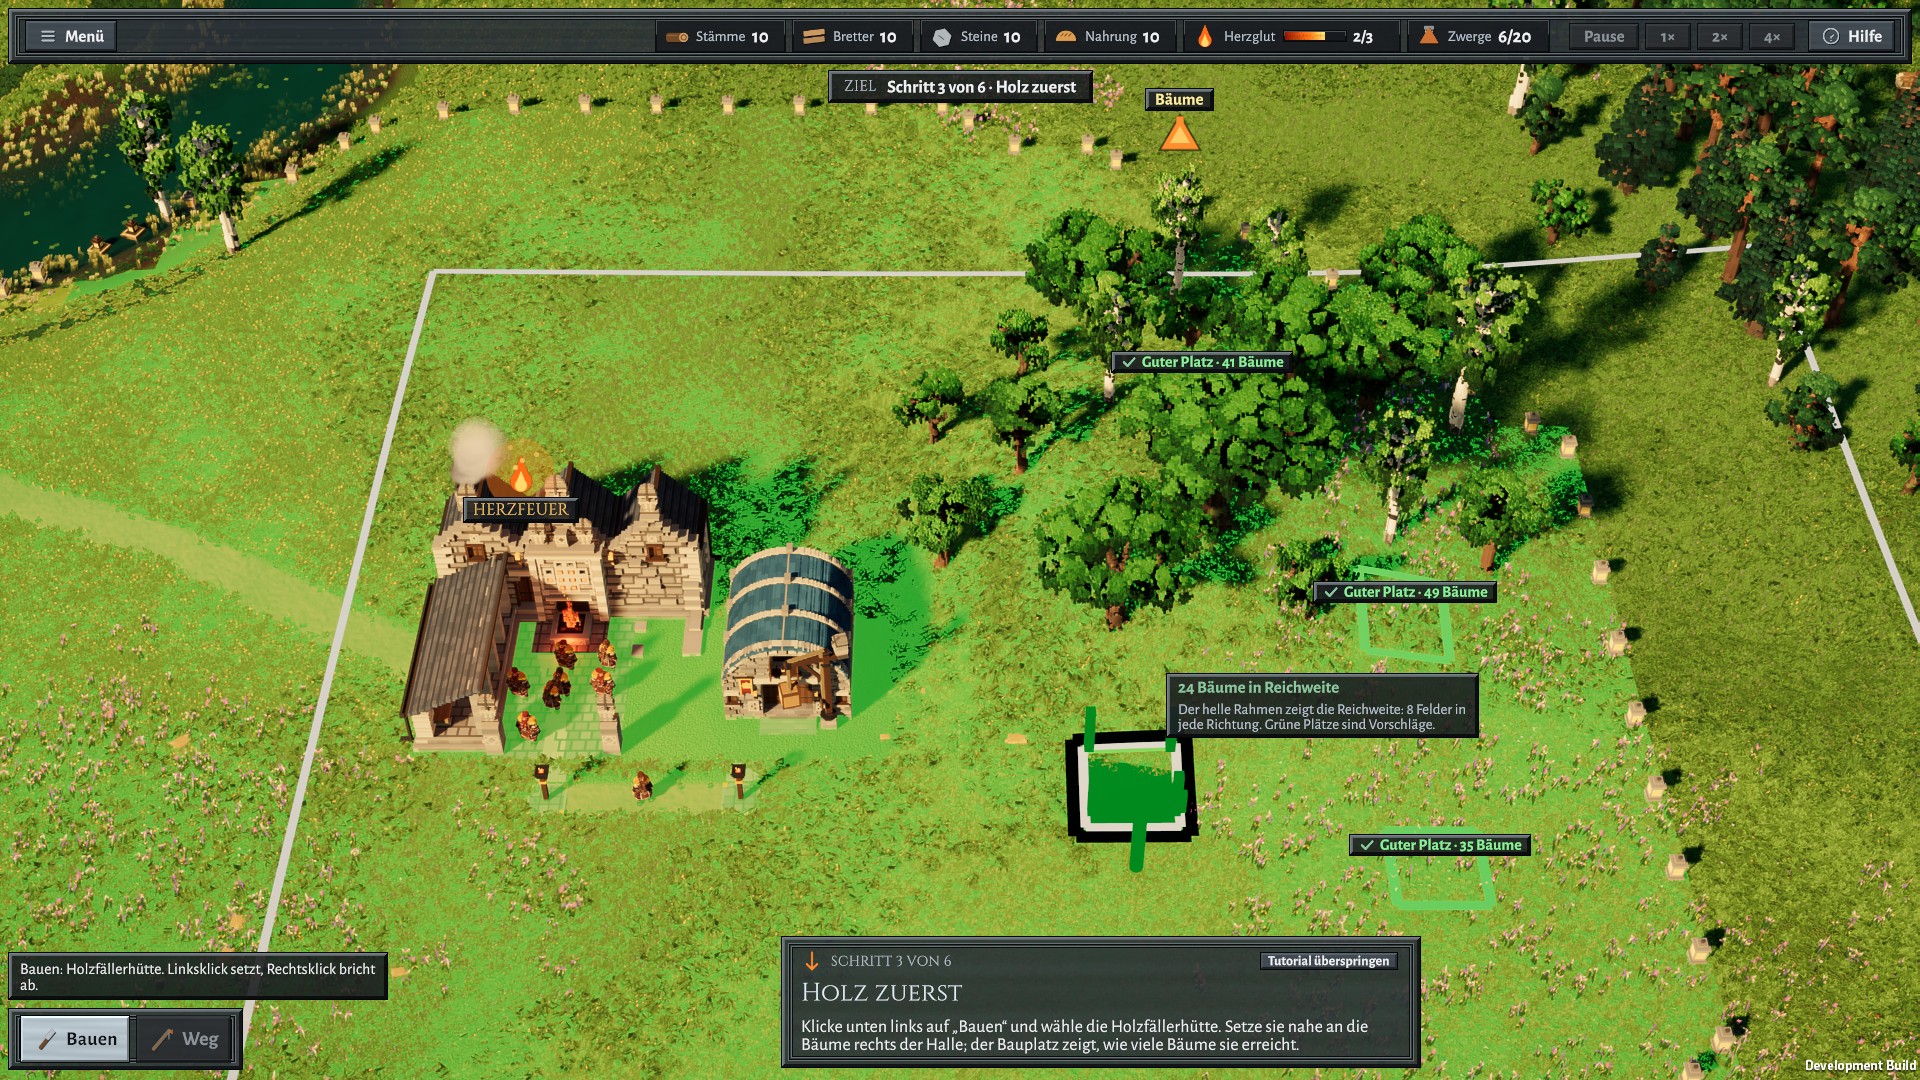 Menü
Stämme 10
Bretter 10
Steine 10
Nahrung 10
Herzglut 2/3
Zwerge 6/20
Pause
1×
2×
4×
Hilfe
ZIEL Schritt 3 von 6 · Holz zuerst
Bäume
Guter Platz · 41 Bäume
HERZFEUER
Guter Platz · 49 Bäume
24 Bäume in Reichweite
Der helle Rahmen zeigt die Reichweite: 8 Felder in
jede Richtung. Grüne Plätze sind Vorschläge.
Guter Platz · 35 Bäume
Bauen: Holzfällerhütte. Linksklick setzt, Rechtsklick bricht
ab.
Bauen
Weg
SCHRITT 3 VON 6
Tutorial überspringen
HOLZ ZUERST
Klicke unten links auf „Bauen“ und wähle die Holzfällerhütte. Setze sie nahe an die
Bäume rechts der Halle; der Bauplatz zeigt, wie viele Bäume sie erreicht.
Development Build